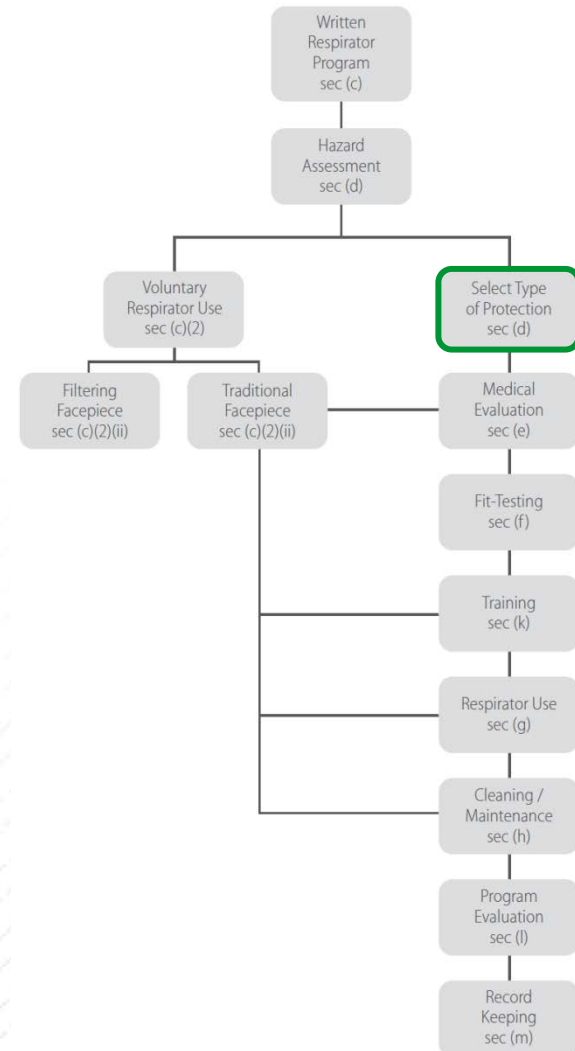 Written
Respirator
Program
sec (c)
Hazard
Assessment
sec (d)
Voluntary
Respirator Use
sec (c)(2)
Select Type
of Protection
sec (d)
Filtering
Facepiece
sec (c)(2)(ii)
Traditional
Facepiece
sec (c)(2)(ii)
Medical
Evaluation
sec (e)
Fit-Testing
sec (f)
Training
sec (k)
Respirator Use
sec (g)
Cleaning /
Maintenance
sec (h)
Program
Evaluation
sec (l)
Record
Keeping
sec (m)